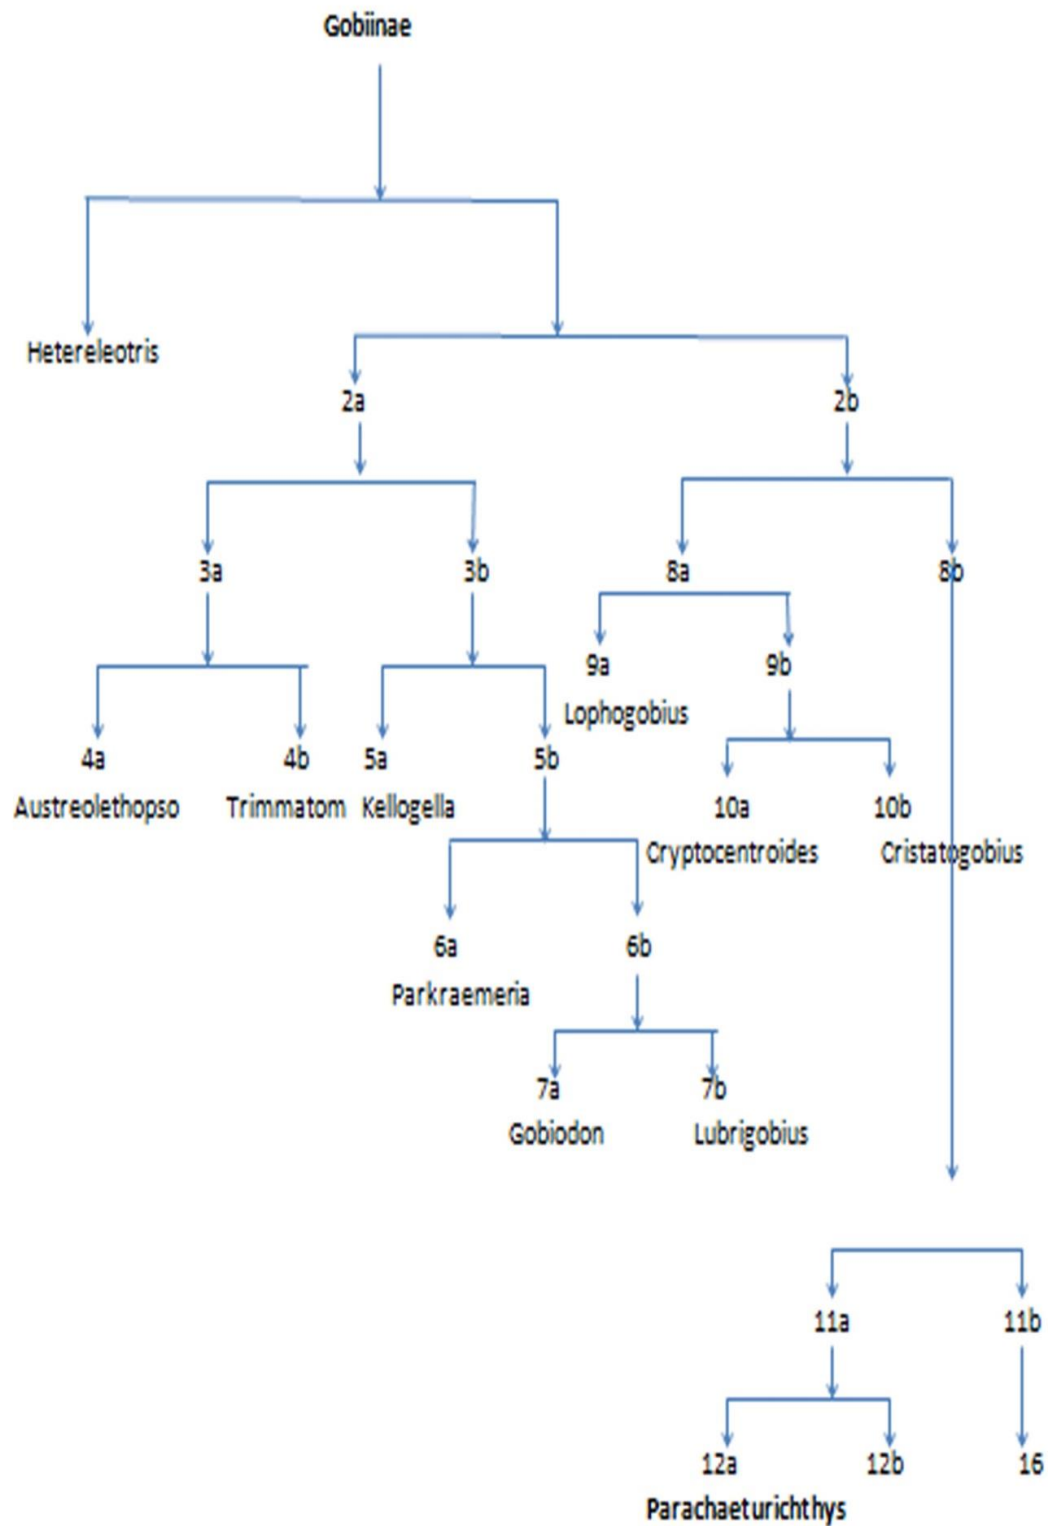 Gobiinae
Hetereleotris
2a 2b
3a 3b 8a 8b
9a 9b
Lophogobius
4a 4b 5a 5b
Austreolethopso Trimmatom Kellogella 10a 10b
Cryptocentroides Cristatogobius
6a 6b
Parkraemeria
7a 7b
Gobiodon Lubrigobius
11a 11b
12a 12b 16
Parachaeturichthys